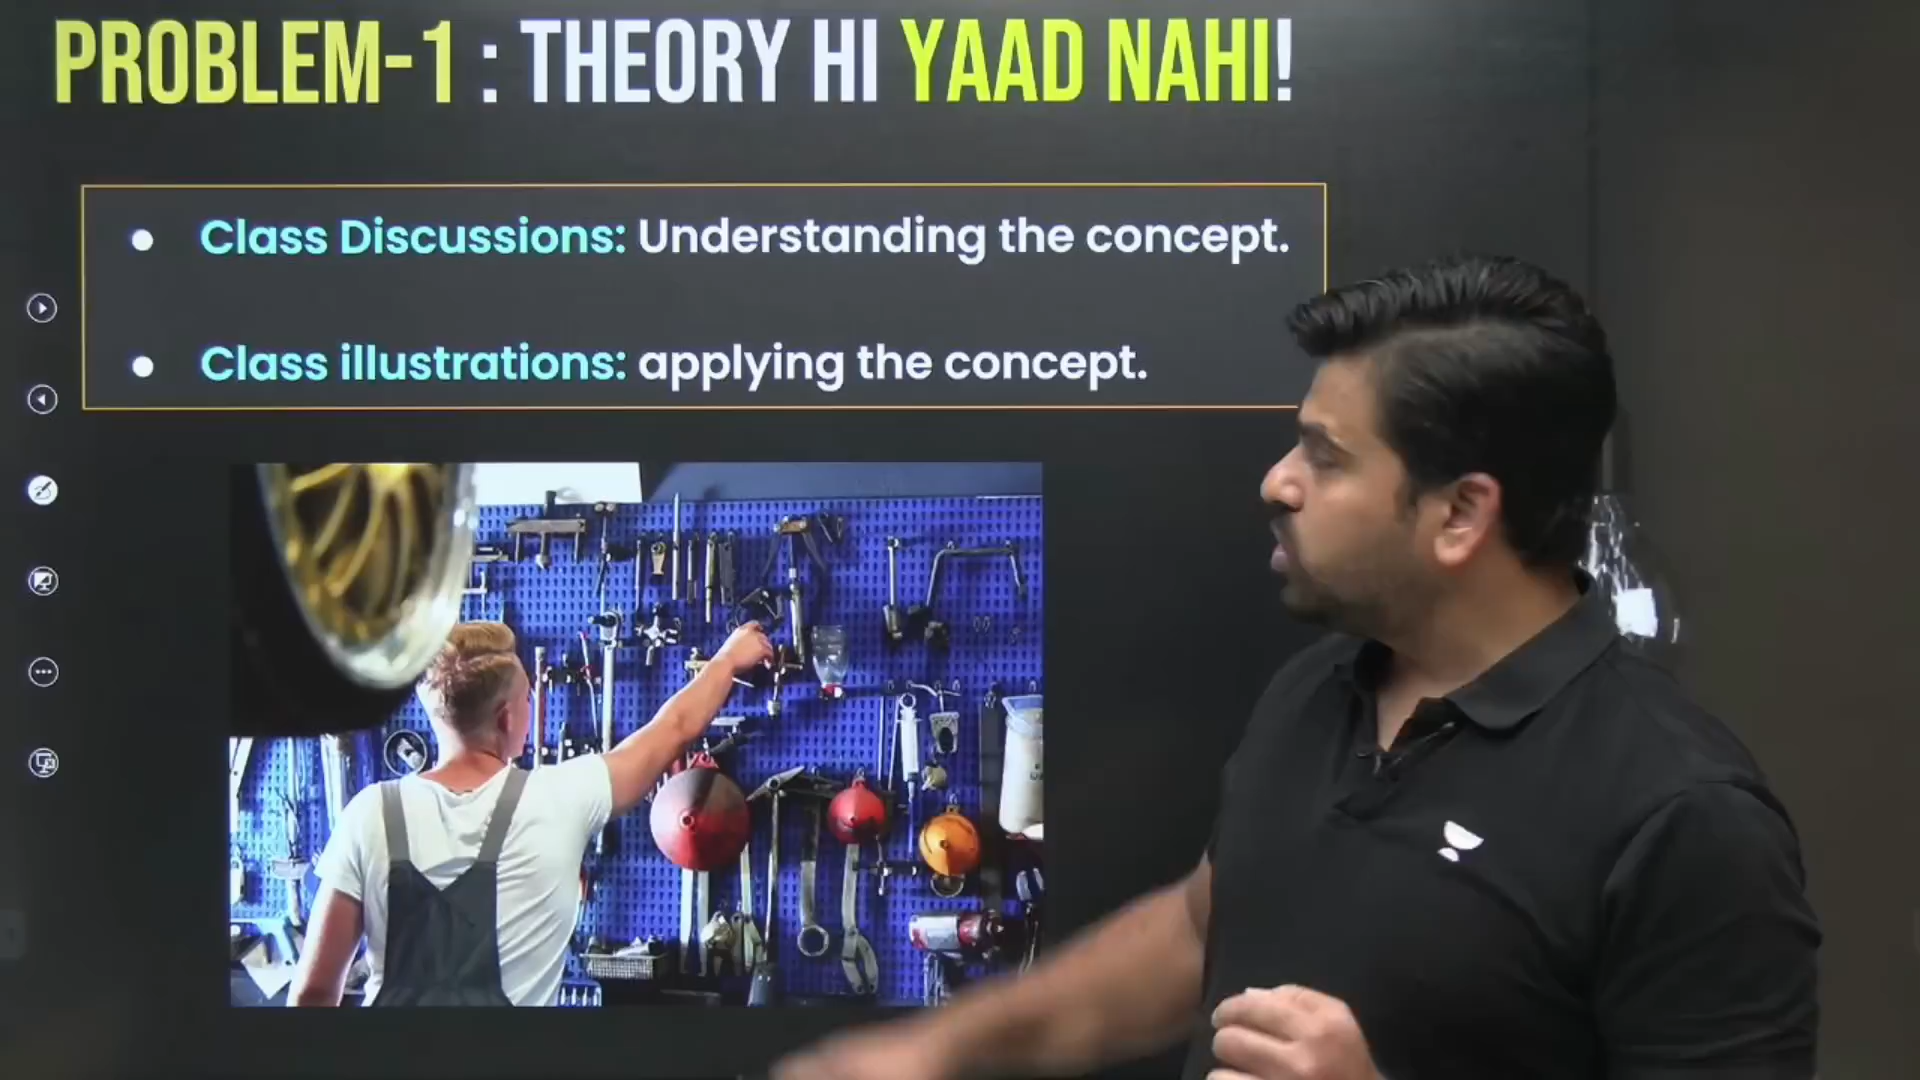 PROBLEM-1 : THEORY HI YAAD NAHI!
Class Discussions: Understanding the concept.
Class illustrations: applying the concept.